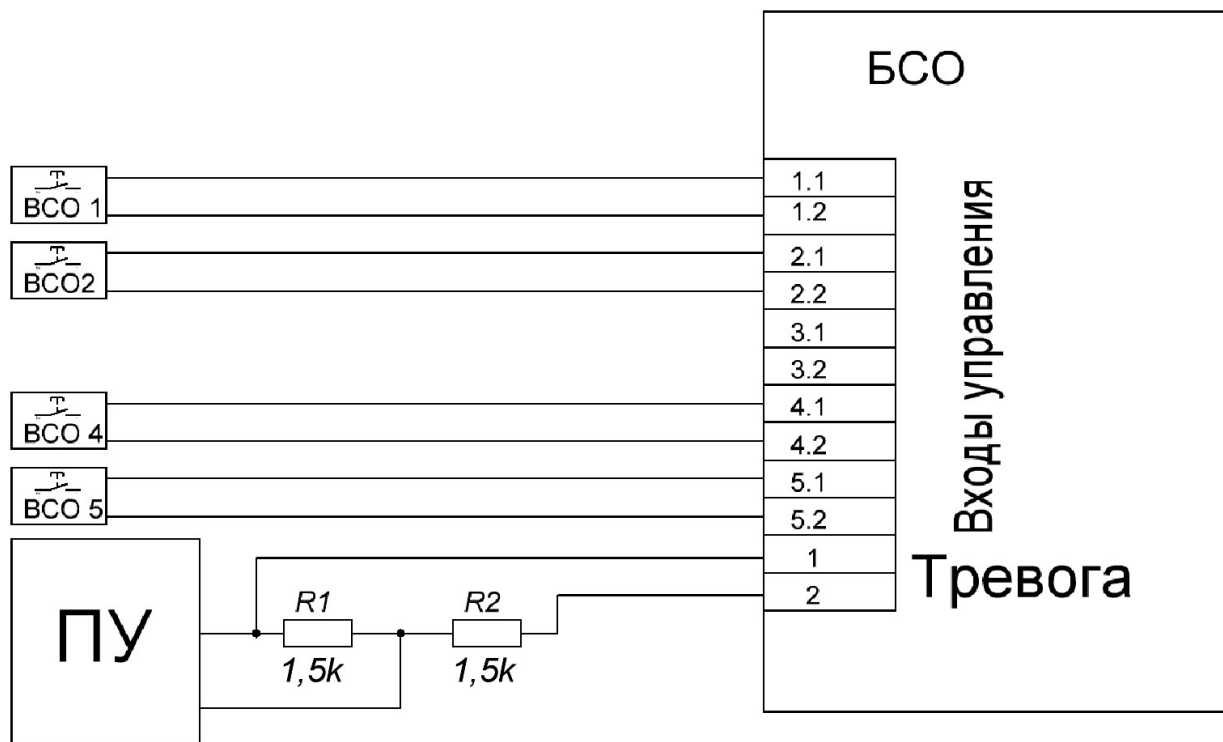 БСО
ВСО 1
ВСО2
ВСО 4
ВСО 5
1.1
1.2
2.1
2.2
3.1
3.2
4.1
4.2
5.1
5.2
1
2
Входы управления
Тревога
ПУ
R1
1,5k
R2
1,5k